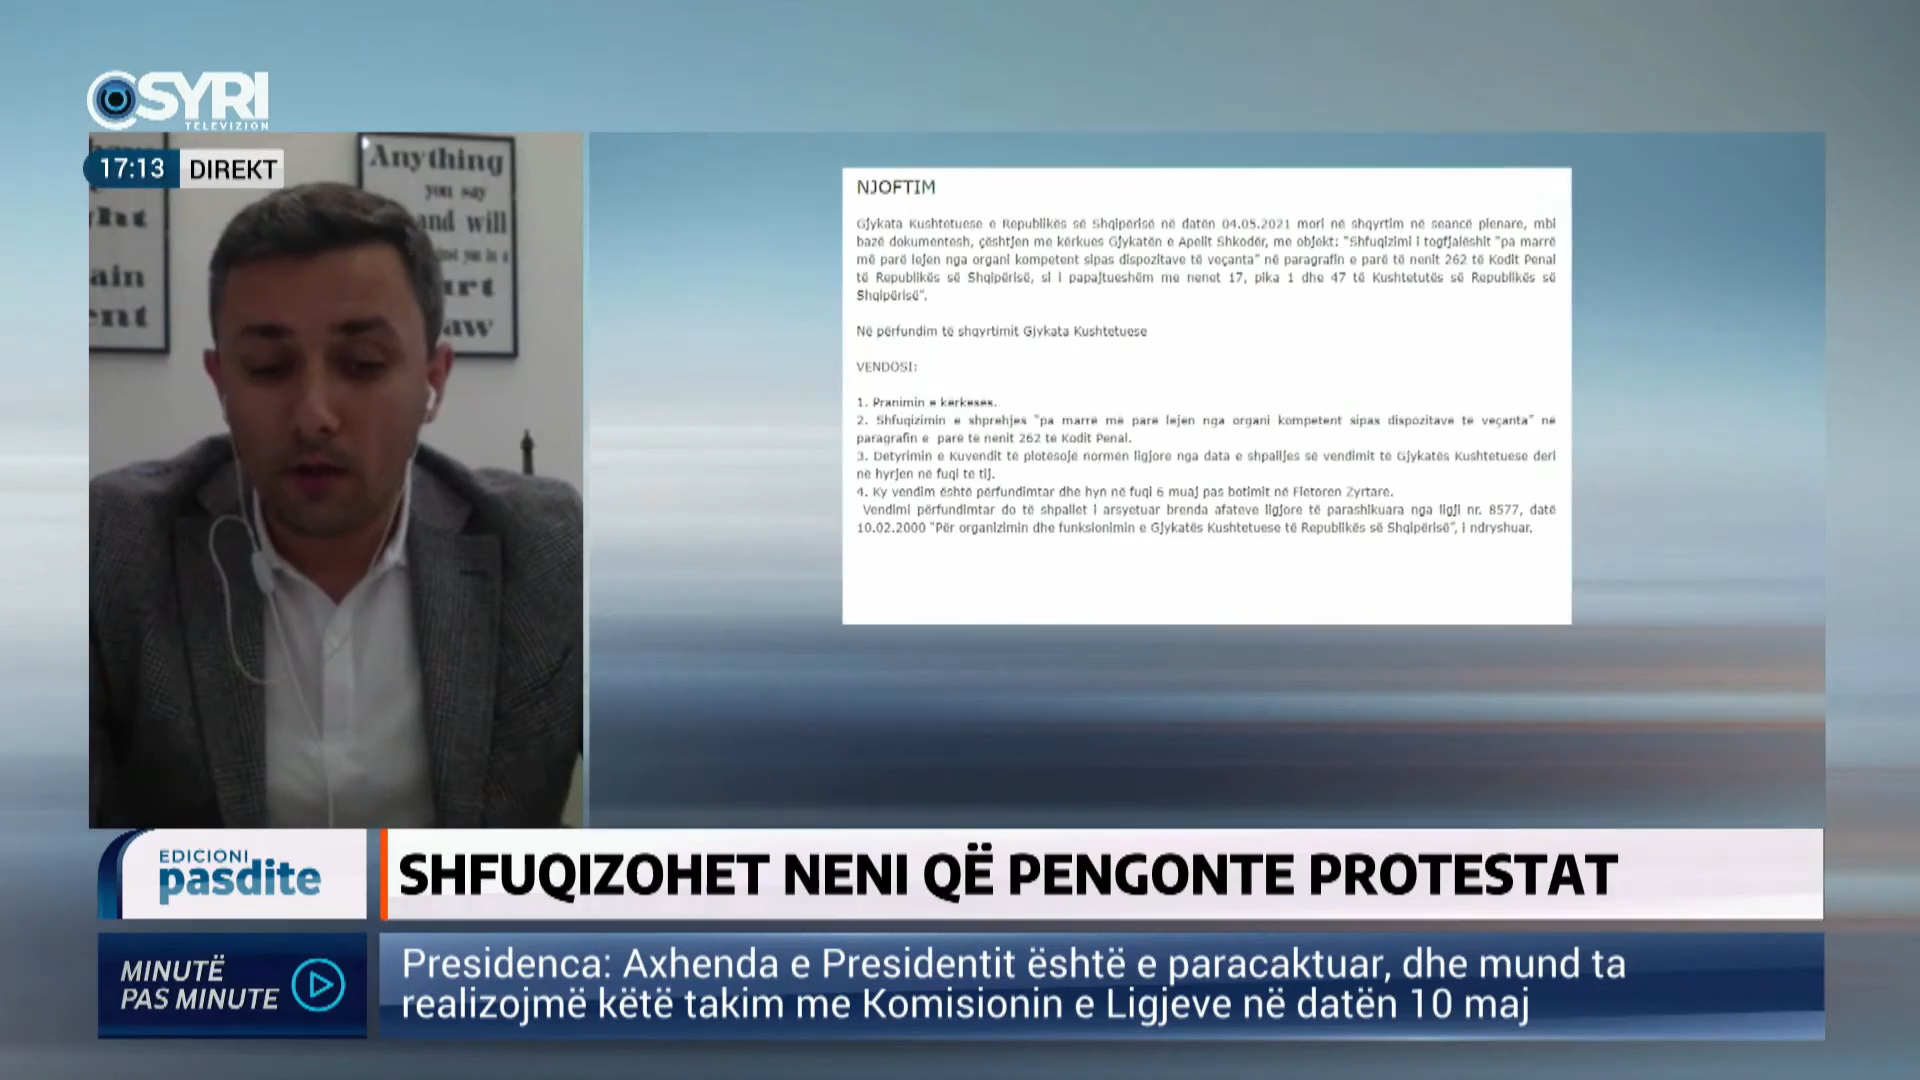 SYRI
TELEVIZION
17:13 DIREKT
Anything
you say
and will
aw
ain
NJOFTIM
Gjykata Kushtetuese e Republikës së Shqipërisë në datën 04.05.2021 mori në shqyrtim në seancë plenare, mbi
bazë dokumentesh, çështjen me kërkues Gjykatën e Apelit Shkodër, me objekt: "Shfuqizimi i togfjalëshit "pa marrë
më parë lejen nga organi kompetent sipas dispozitave të veçanta" në paragrafin e parë të nenit 262 të Kodit Penal
të Republikës së Shqipërisë, si i papajtueshëm me nenet 17, pika 1 dhe 47 të Kushtetutës së Republikës së
Shqipërisë".
Në përfundim të shqyrtimit Gjykata Kushtetuese
VENDOSI:
1. Pranimin e kërkesës.
2. Shfuqizimin e shprehjes "pa marrë më parë lejen nga organi kompetent sipas dispozitave të veçanta" në
paragrafin e parë të nenit 262 të Kodit Penal.
3. Detyrimin e Kuvendit të plotësojë normën ligjore nga data e shpalljes së vendimit të Gjykatës Kushtetuese deri
në hyrjen në fuqi të tij.
4. Ky vendim është përfundimtar dhe hyn në fuqi 6 muaj pas botimit në Fletoren Zyrtare.
Vendimi përfundimtar do të shpallet i arsyetuar brenda afateve ligjore të parashikuara nga ligji nr. 8577, datë
10.02.2000 "Për organizimin dhe funksionimin e Gjykatës Kushtetuese të Republikës së Shqipërisë", i ndryshuar.
EDICIONI
pasdite
SHFUQIZOHET NENI QË PENGONTE PROTESTAT
MINUTË
PAS MINUTE
Presidenca: Axhenda e Presidentit është e paracaktuar, dhe mund ta
realizojmë këtë takim me Komisionin e Ligjeve në datën 10 maj